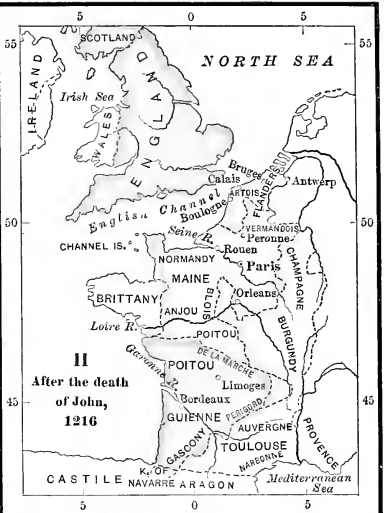 5 0 5
55 55
SCOTLAND
NORTH SEA
IRELAND
Irish Sea
ENGLAND
WALES
Bruges
Calais
Antwerp
English Channel
ARTOIS
FLANDERS
Boulogne
50 50
Seine R.
VERMANDOIS
CHANNEL IS.
Peronne
Rouen
NORMANDY
Paris
CHAMPAGNE
MAINE
BRITTANY
BLOIS
Orleans
ANJOU
Loire R.
POITOU
BURGUNDY
II
After the death
of John,
1216
Garonne R.
DE LA MARCHE
POITOU
Limoges
45 45
Bordeaux
GUIENNE
PERIGORD
AUVERGNE
PROVENCE
GASCONY
TOULOUSE
NARBONNE
K. OF
NAVARRE
CASTILE
ARAGON
Mediterranean
Sea
5 0 5